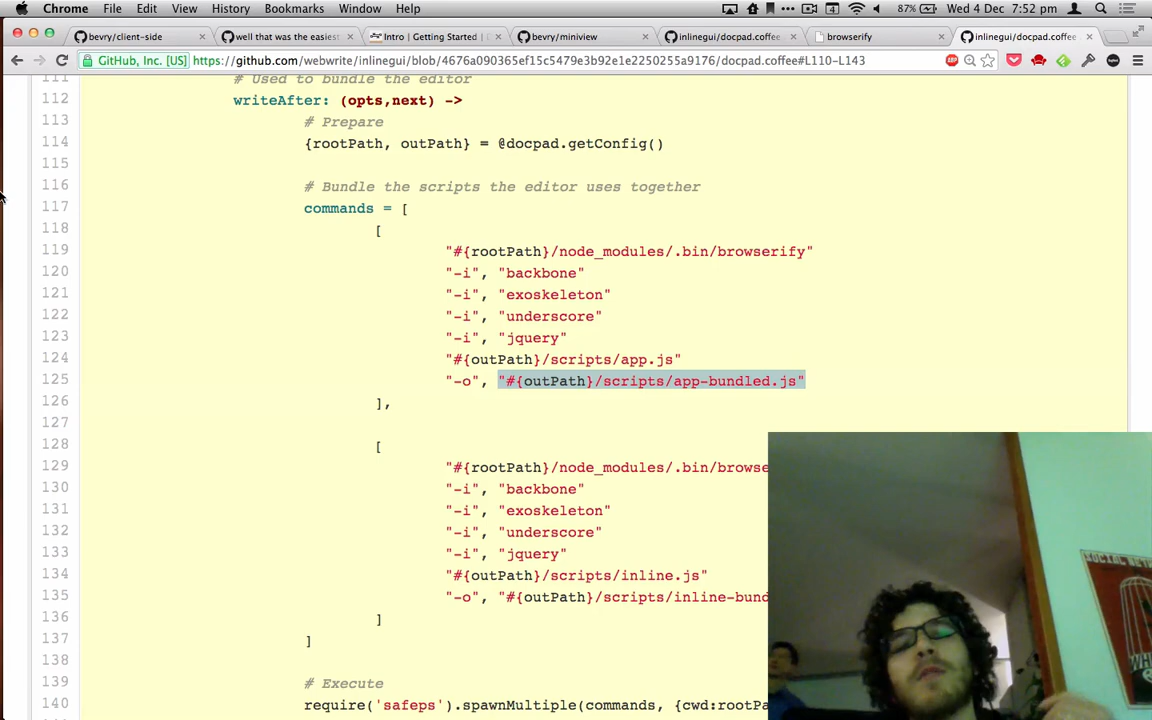 Chrome File Edit View History Bookmarks Window Help 4 87% Wed 4 Dec 7:52 pm
bevry/client-side well that was the easiest Intro | Getting Started | bevry/miniview inlinegui/docpad.coffee browserify inlinegui/docpad.coffee
GitHub, Inc. [US] https://github.com/webwrite/inlinegui/blob/4676a090365ef15c5479e3b92e1e2250255a9176/docpad.coffee#L110-L143
111 # Used to bundle the editor
112 writeAfter: (opts,next) ->
113 # Prepare
114 {rootPath, outPath} = @docpad.getConfig()
115
116 # Bundle the scripts the editor uses together
117 commands = [
118 [
119 "#{rootPath}/node_modules/.bin/browserify"
120 "-i", "backbone"
121 "-i", "exoskeleton"
122 "-i", "underscore"
123 "-i", "jquery"
124 "#{outPath}/scripts/app.js"
125 "-o", "#{outPath}/scripts/app-bundled.js"
126 ],
127
128 [
129 "#{rootPath}/node_modules/.bin/browse
130 "-i", "backbone"
131 "-i", "exoskeleton"
132 "-i", "underscore"
133 "-i", "jquery"
134 "#{outPath}/scripts/inline.js"
135 "-o", "#{outPath}/scripts/inline-bund
136 ]
137 ]
138
139 # Execute
140 require('safeps').spawnMultiple(commands, {cwd:rootPa